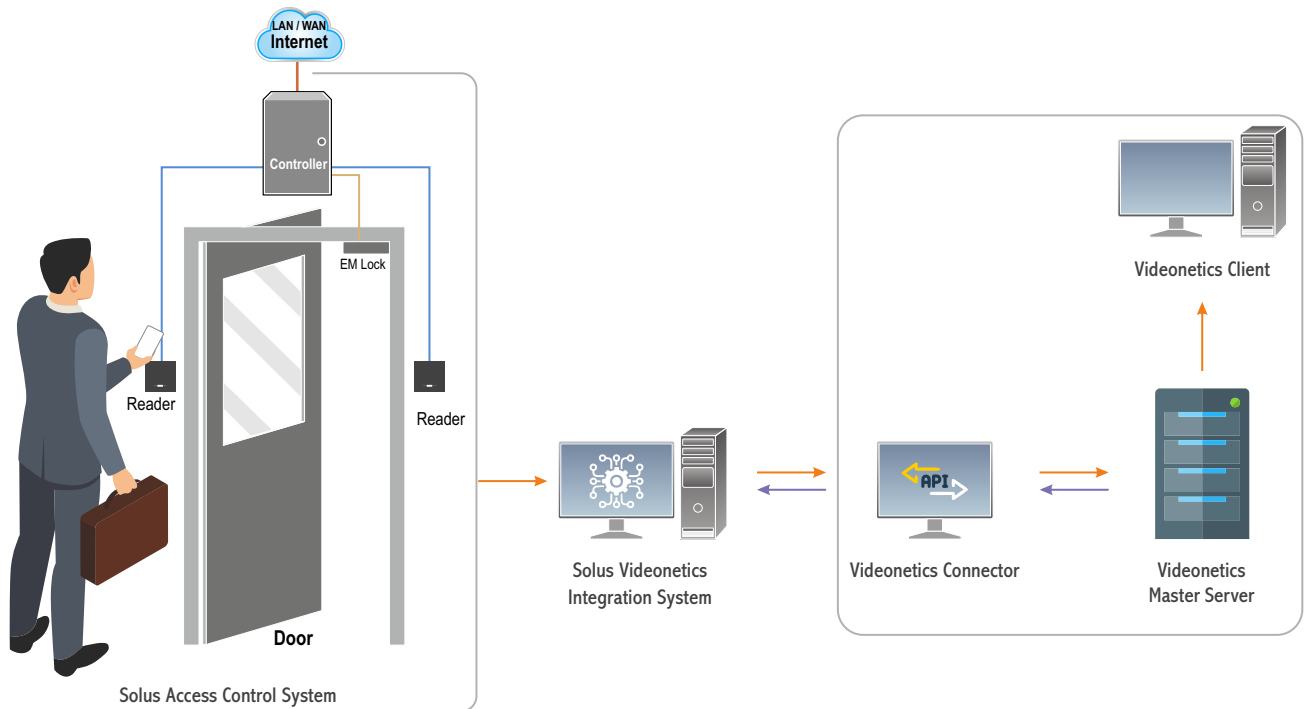 LAN / WAN
Internet
Controller
EM Lock
Reader
Reader
Door
Solus Access Control System
Solus Videonetics
Integration System
API
Videonetics Connector
Videonetics Client
Videonetics
Master Server